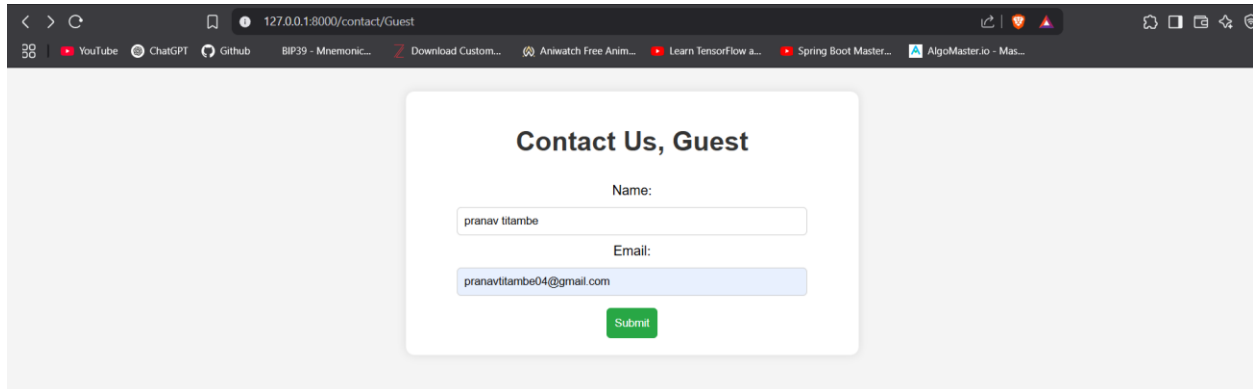 127.0.0.1:8000/contact/Guest
YouTube ChatGPT Github BIP39 - Mnemonic... Download Custom... Aniwatch Free Anim... Learn TensorFlow a... Spring Boot Master... AlgoMaster.io - Mas...
Contact Us, Guest
Name:
pranav titambe
Email:
pranavtitambe04@gmail.com
Submit